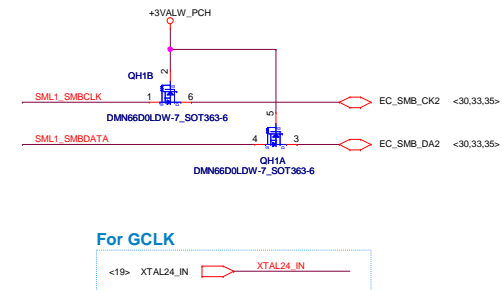 +3VALW_PCH
2
QH1B
SML1_SMBCLK 1 6 EC_SMB_CK2 <30,33,35>
DMN66D0LDW-7_SOT363-6
5
SML1_SMBDATA 4 3 EC_SMB_DA2 <30,33,35>
QH1A
DMN66D0LDW-7_SOT363-6
For GCLK
<19> XTAL24_IN XTAL24_IN